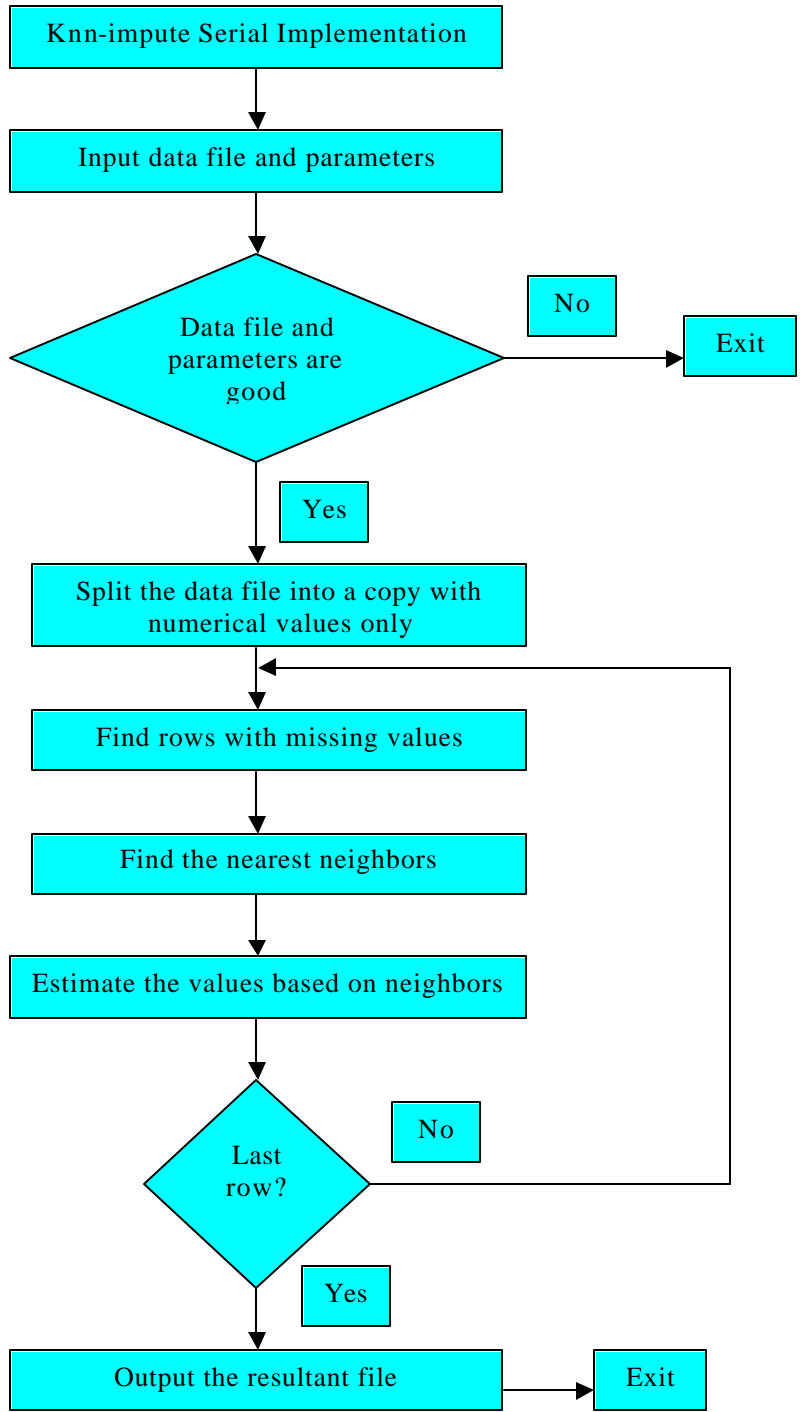 Knn-impute Serial Implementation
Input data file and parameters
Data file and
parameters are
good
No
Exit
Yes
Split the data file into a copy with
numerical values only
Find rows with missing values
Find the nearest neighbors
Estimate the values based on neighbors
Last
row?
No
Yes
Output the resultant file
Exit